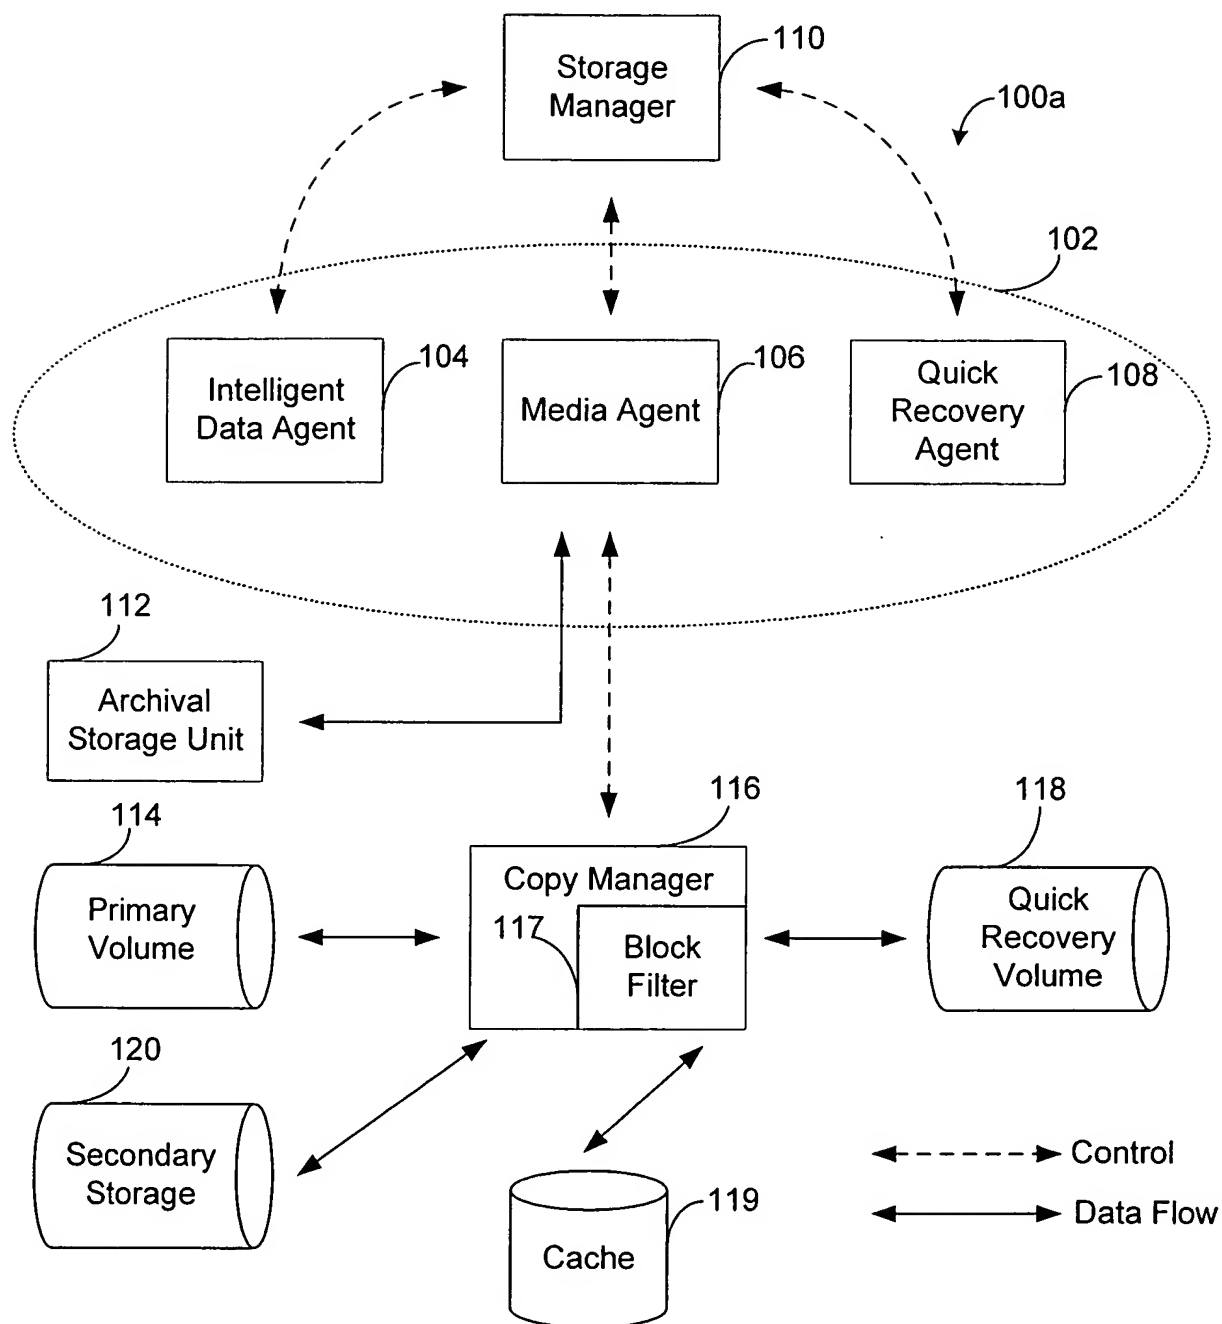 Storage
Manager
110
100a
102
Intelligent
Data Agent
104
Media Agent
106
Quick
Recovery
Agent
108
112
Archival
Storage Unit
114
Primary
Volume
116
Copy Manager
117
Block
Filter
118
Quick
Recovery
Volume
120
Secondary
Storage
119
Cache
Control
Data Flow